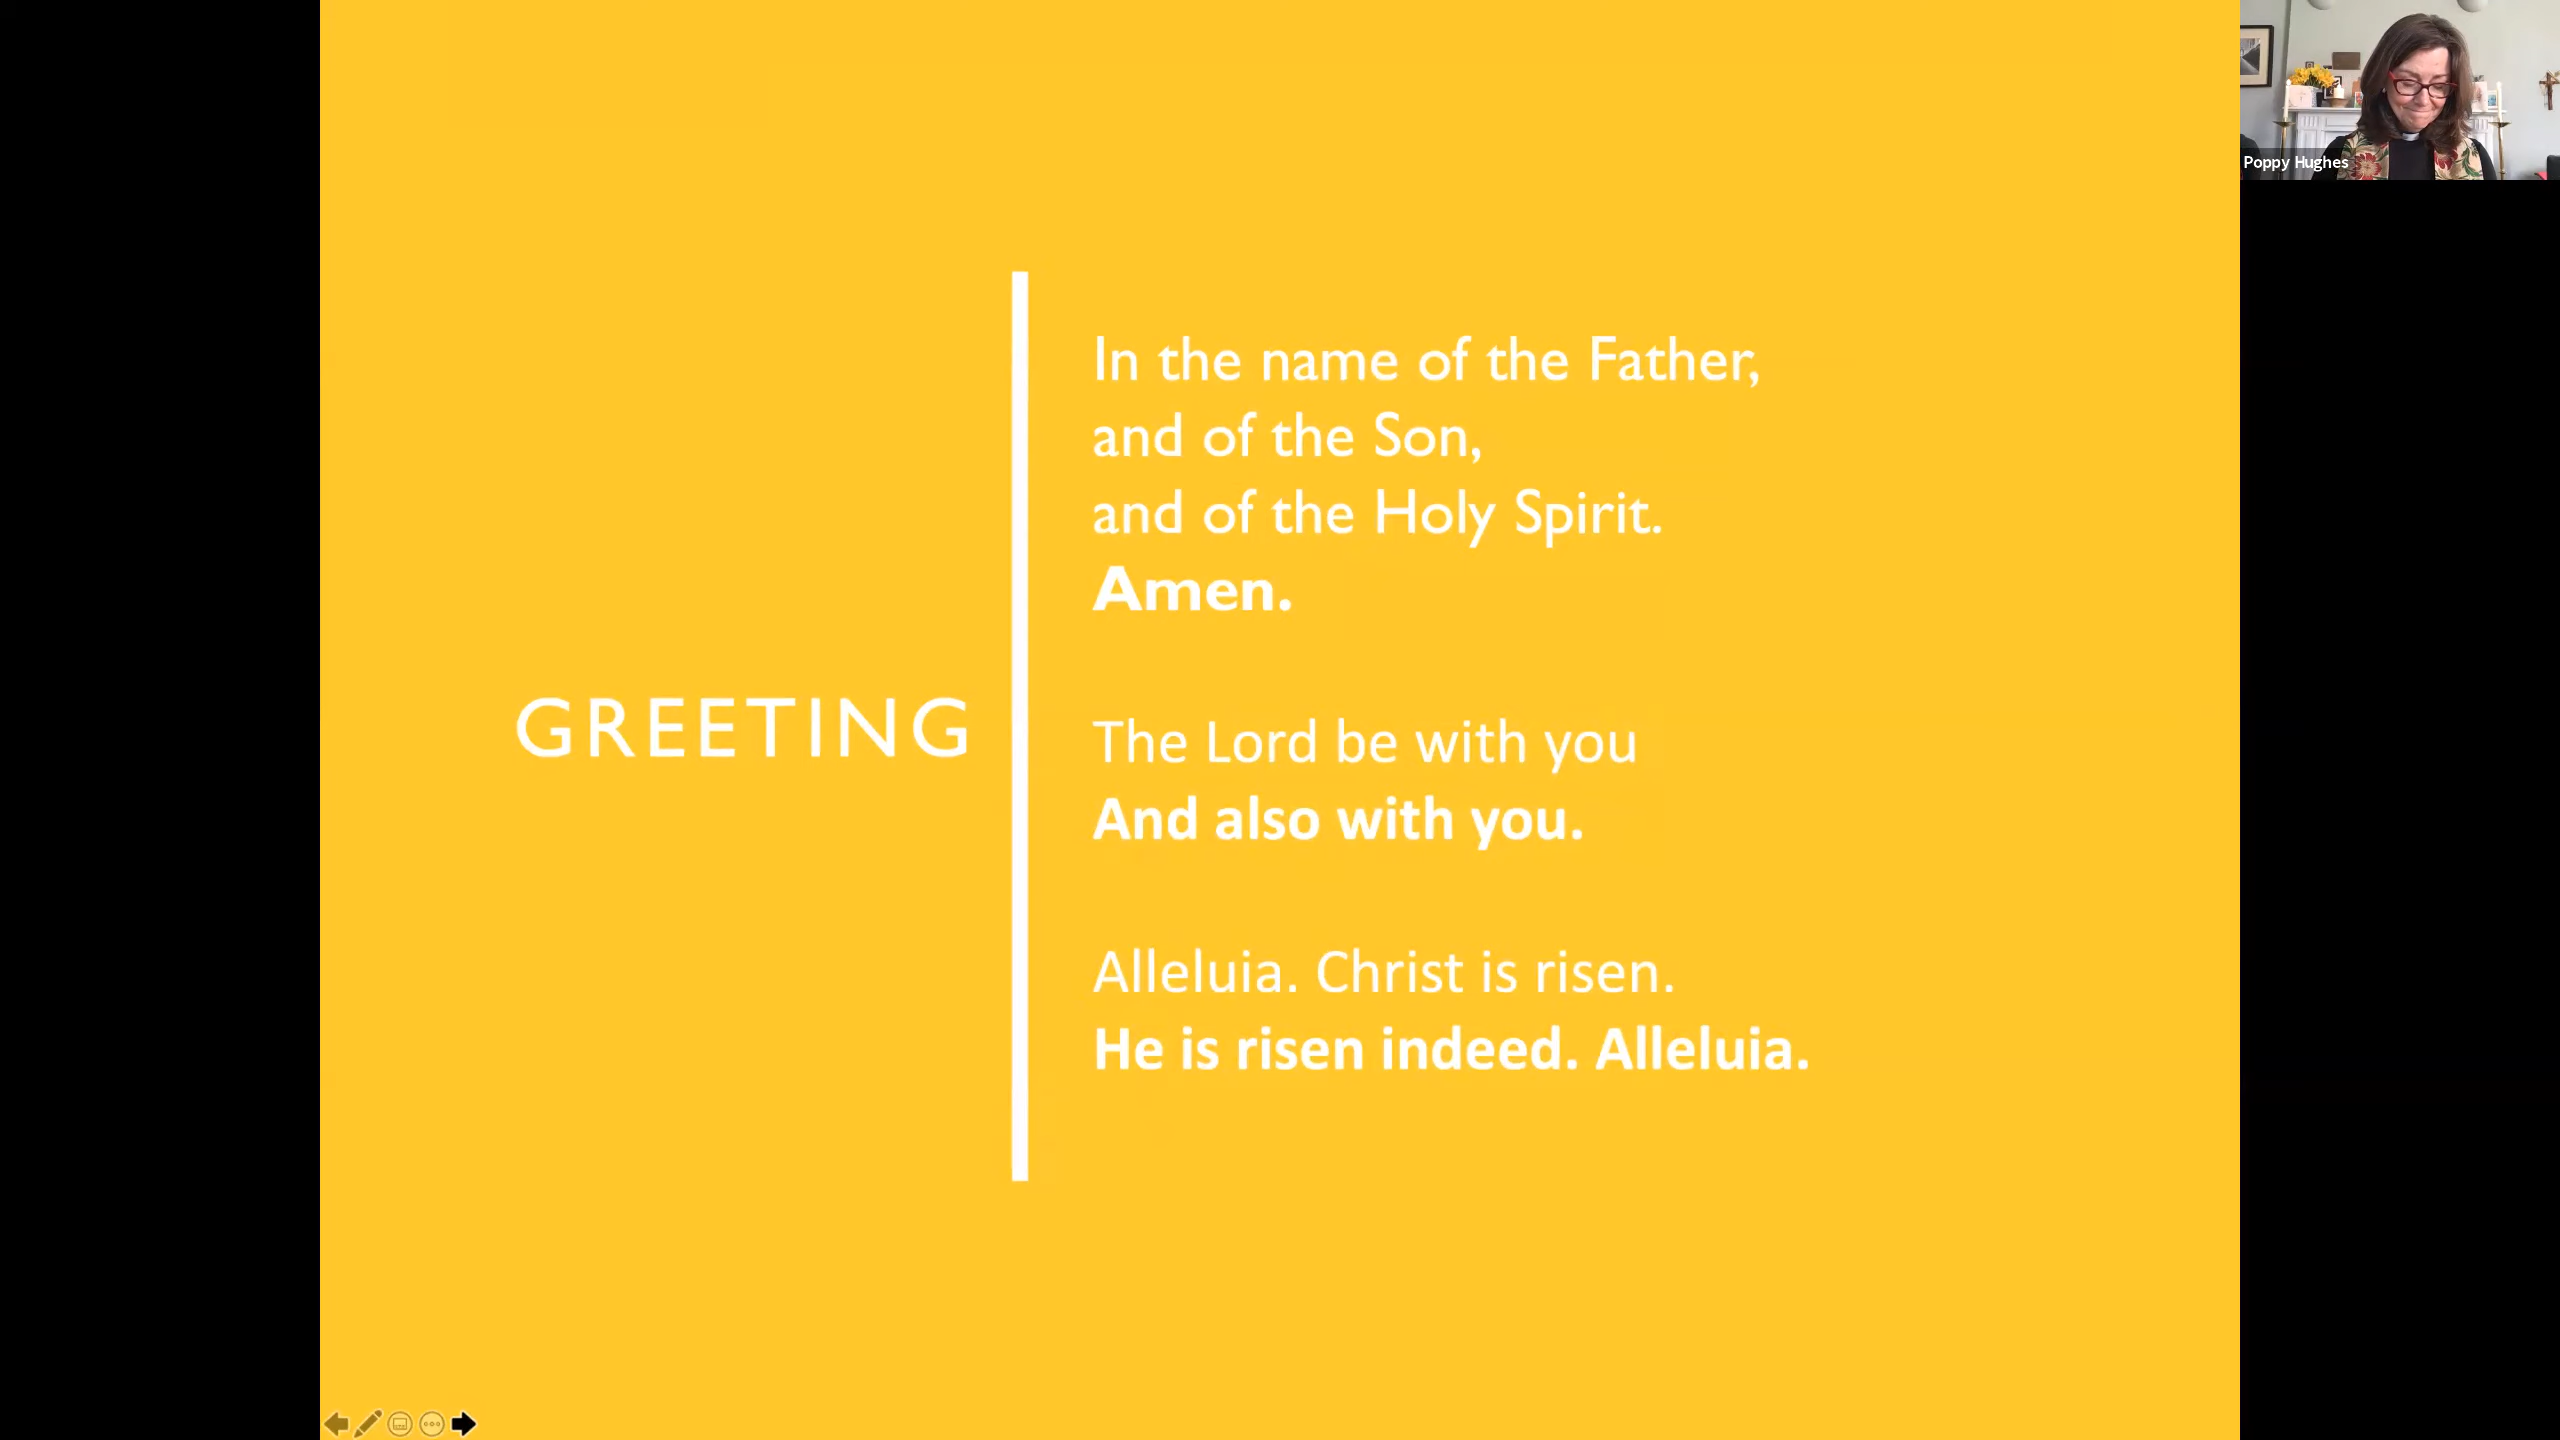 GREETING
In the name of the Father,
and of the Son,
and of the Holy Spirit.
Amen.
The Lord be with you
And also with you.
Alleluia. Christ is risen.
He is risen indeed. Alleluia.
Poppy Hughes